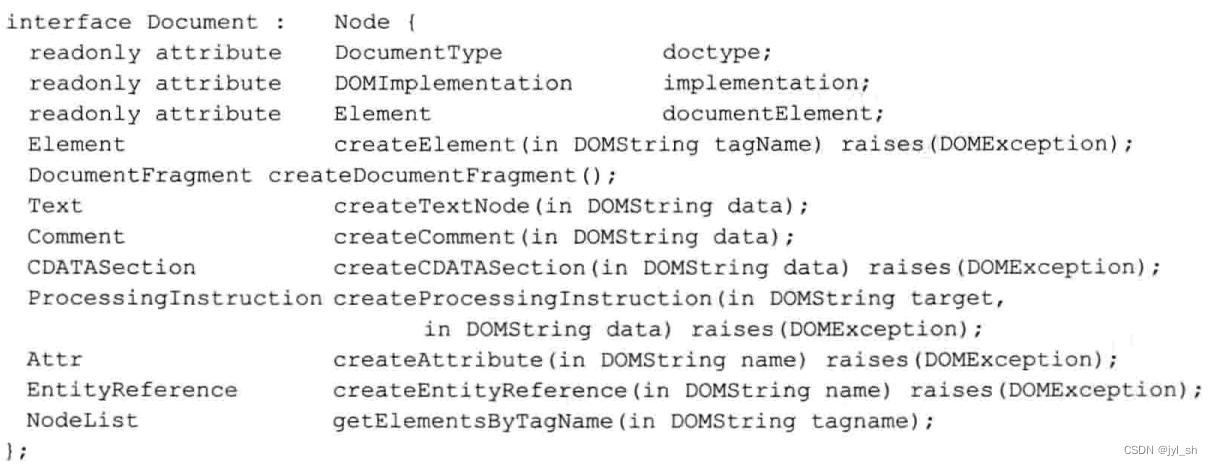 interface Document :    Node {
  readonly attribute    DocumentType             doctype;
  readonly attribute    DOMImplementation        implementation;
  readonly attribute    Element                  documentElement;
  Element               createElement(in DOMString tagName) raises(DOMException);
  DocumentFragment createDocumentFragment();
  Text                  createTextNode(in DOMString data);
  Comment               createComment(in DOMString data);
  CDATASection          createCDATASection(in DOMString data) raises(DOMException);
  ProcessingInstruction createProcessingInstruction(in DOMString target,
                              in DOMString data) raises(DOMException);
  Attr                  createAttribute(in DOMString name) raises(DOMException);
  EntityReference       createEntityReference(in DOMString name) raises(DOMException);
  NodeList              getElementsByTagName(in DOMString tagname);
};
CSDN @jyl_sh